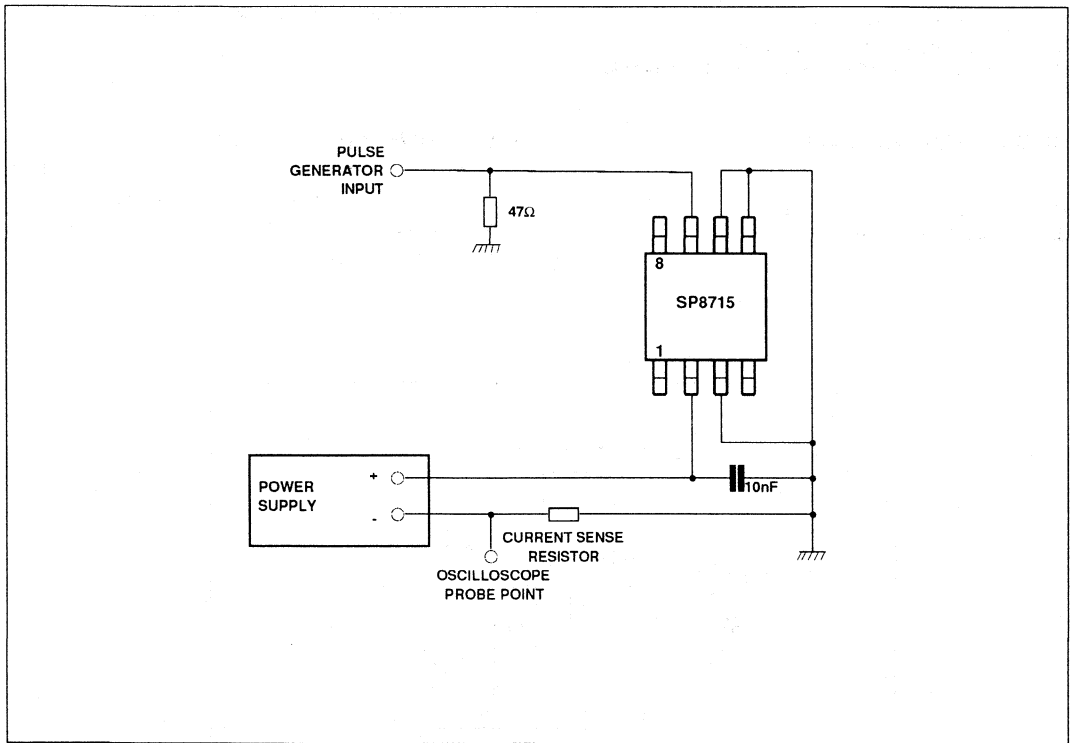 PULSE
GENERATOR
INPUT
47Ω
8
SP8715
1
POWER
SUPPLY
+
-
10nF
CURRENT SENSE
RESISTOR
OSCILLOSCOPE
PROBE POINT